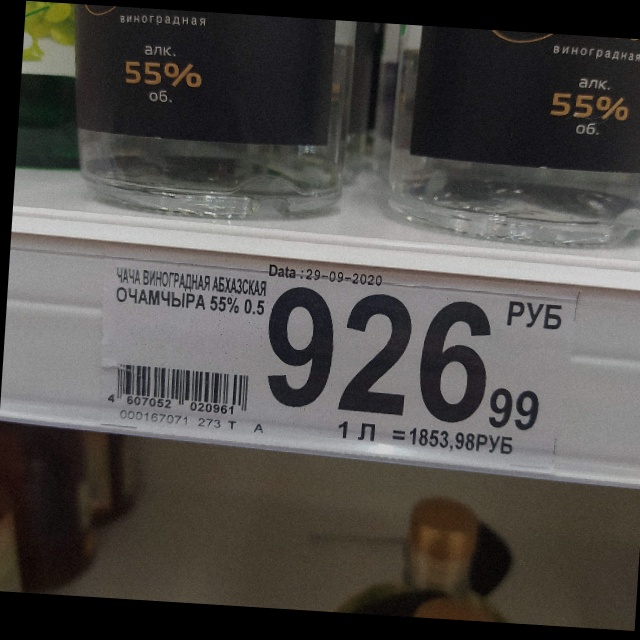 виноградная
алк.
55%
об.
виноградная
алк.
55%
об.
Data : 29-09-2020
ЧАЧА ВИНОГРАДНАЯ АБХАЗСКАЯ
ОЧАМЧЫРА 55% 0.5
926
99
РУБ
4 607052 020961
000167071 273 Т А
1 Л =1853,98РУБ